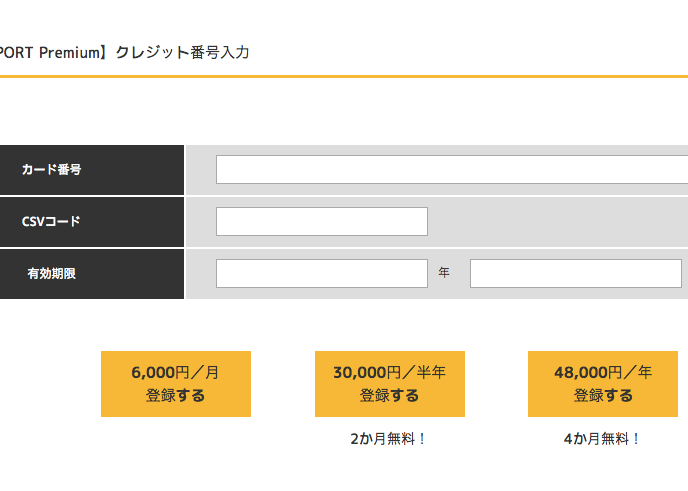 PORT Premium】クレジット番号入力
カード番号
CSVコード
有効期限 年
6,000円／月 30,000円／半年 48,000円／年
登録する 登録する 登録する
2か月無料！ 4か月無料！